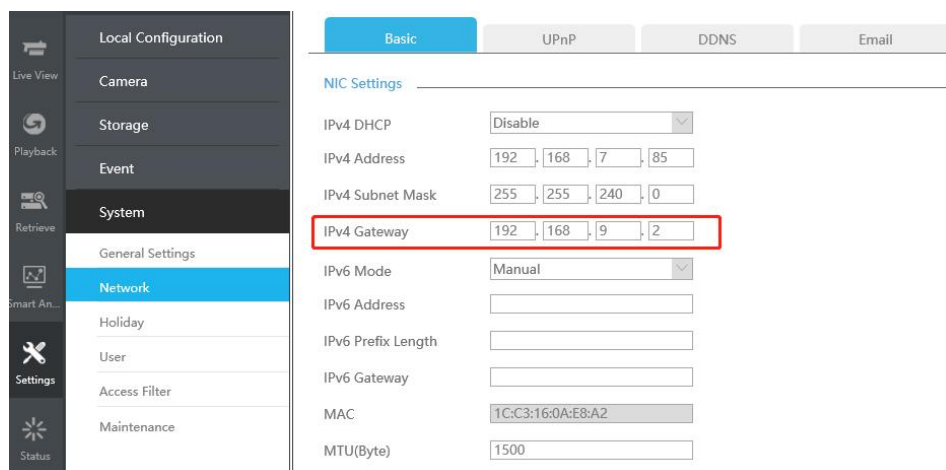 Live View
Playback
Retrieve
Smart An...
Settings
Status
Local Configuration
Camera
Storage
Event
System
General Settings
Network
Holiday
User
Access Filter
Maintenance
Basic UPnP DDNS Email
NIC Settings
IPv4 DHCP Disable
IPv4 Address 192 . 168 . 7 . 85
IPv4 Subnet Mask 255 . 255 . 240 . 0
IPv4 Gateway 192 . 168 . 9 . 2
IPv6 Mode Manual
IPv6 Address
IPv6 Prefix Length
IPv6 Gateway
MAC 1C:C3:16:0A:E8:A2
MTU(Byte) 1500